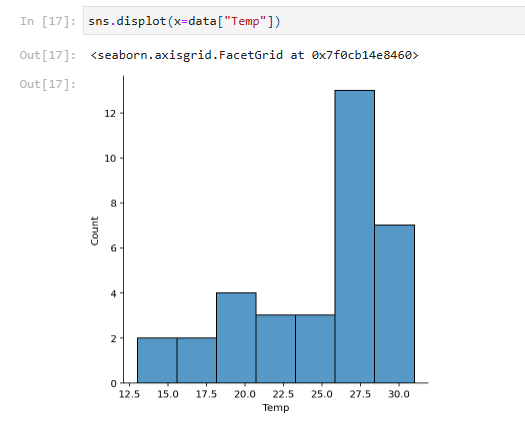 In [17]: sns.displot(x=data["Temp"])
Out[17]: <seaborn.axisgrid.FacetGrid at 0x7f0cb14e8460>
Out[17]:
12
10
8
6
4
2
0
Count
12.5 15.0 17.5 20.0 22.5 25.0 27.5 30.0
Temp